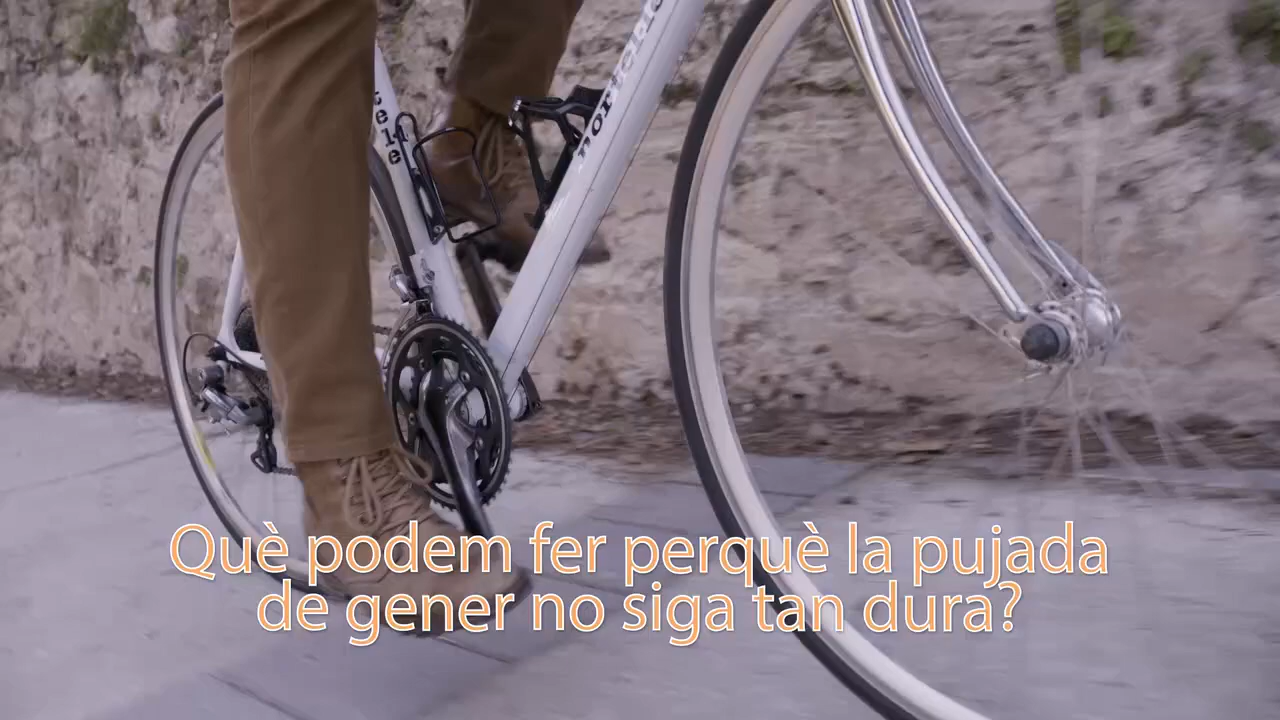 Què podem fer perquè la pujada
de gener no siga tan dura?